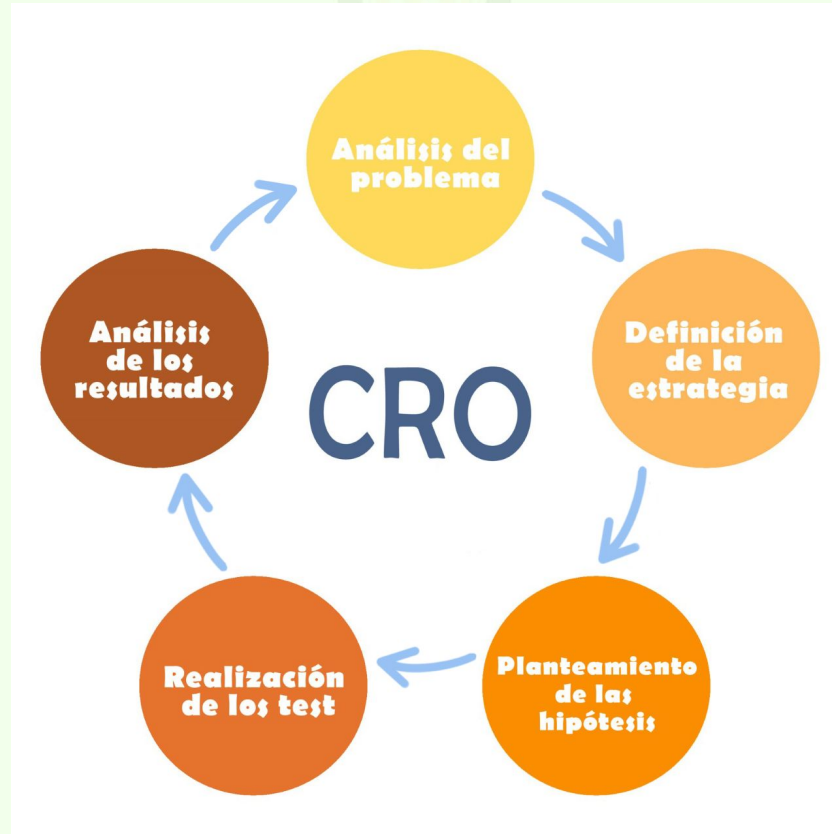 Análisis del
problema
Definición
de la
estrategia
Planteamiento
de las
hipótesis
Realización
de los test
Análisis
de los
resultados
CRO